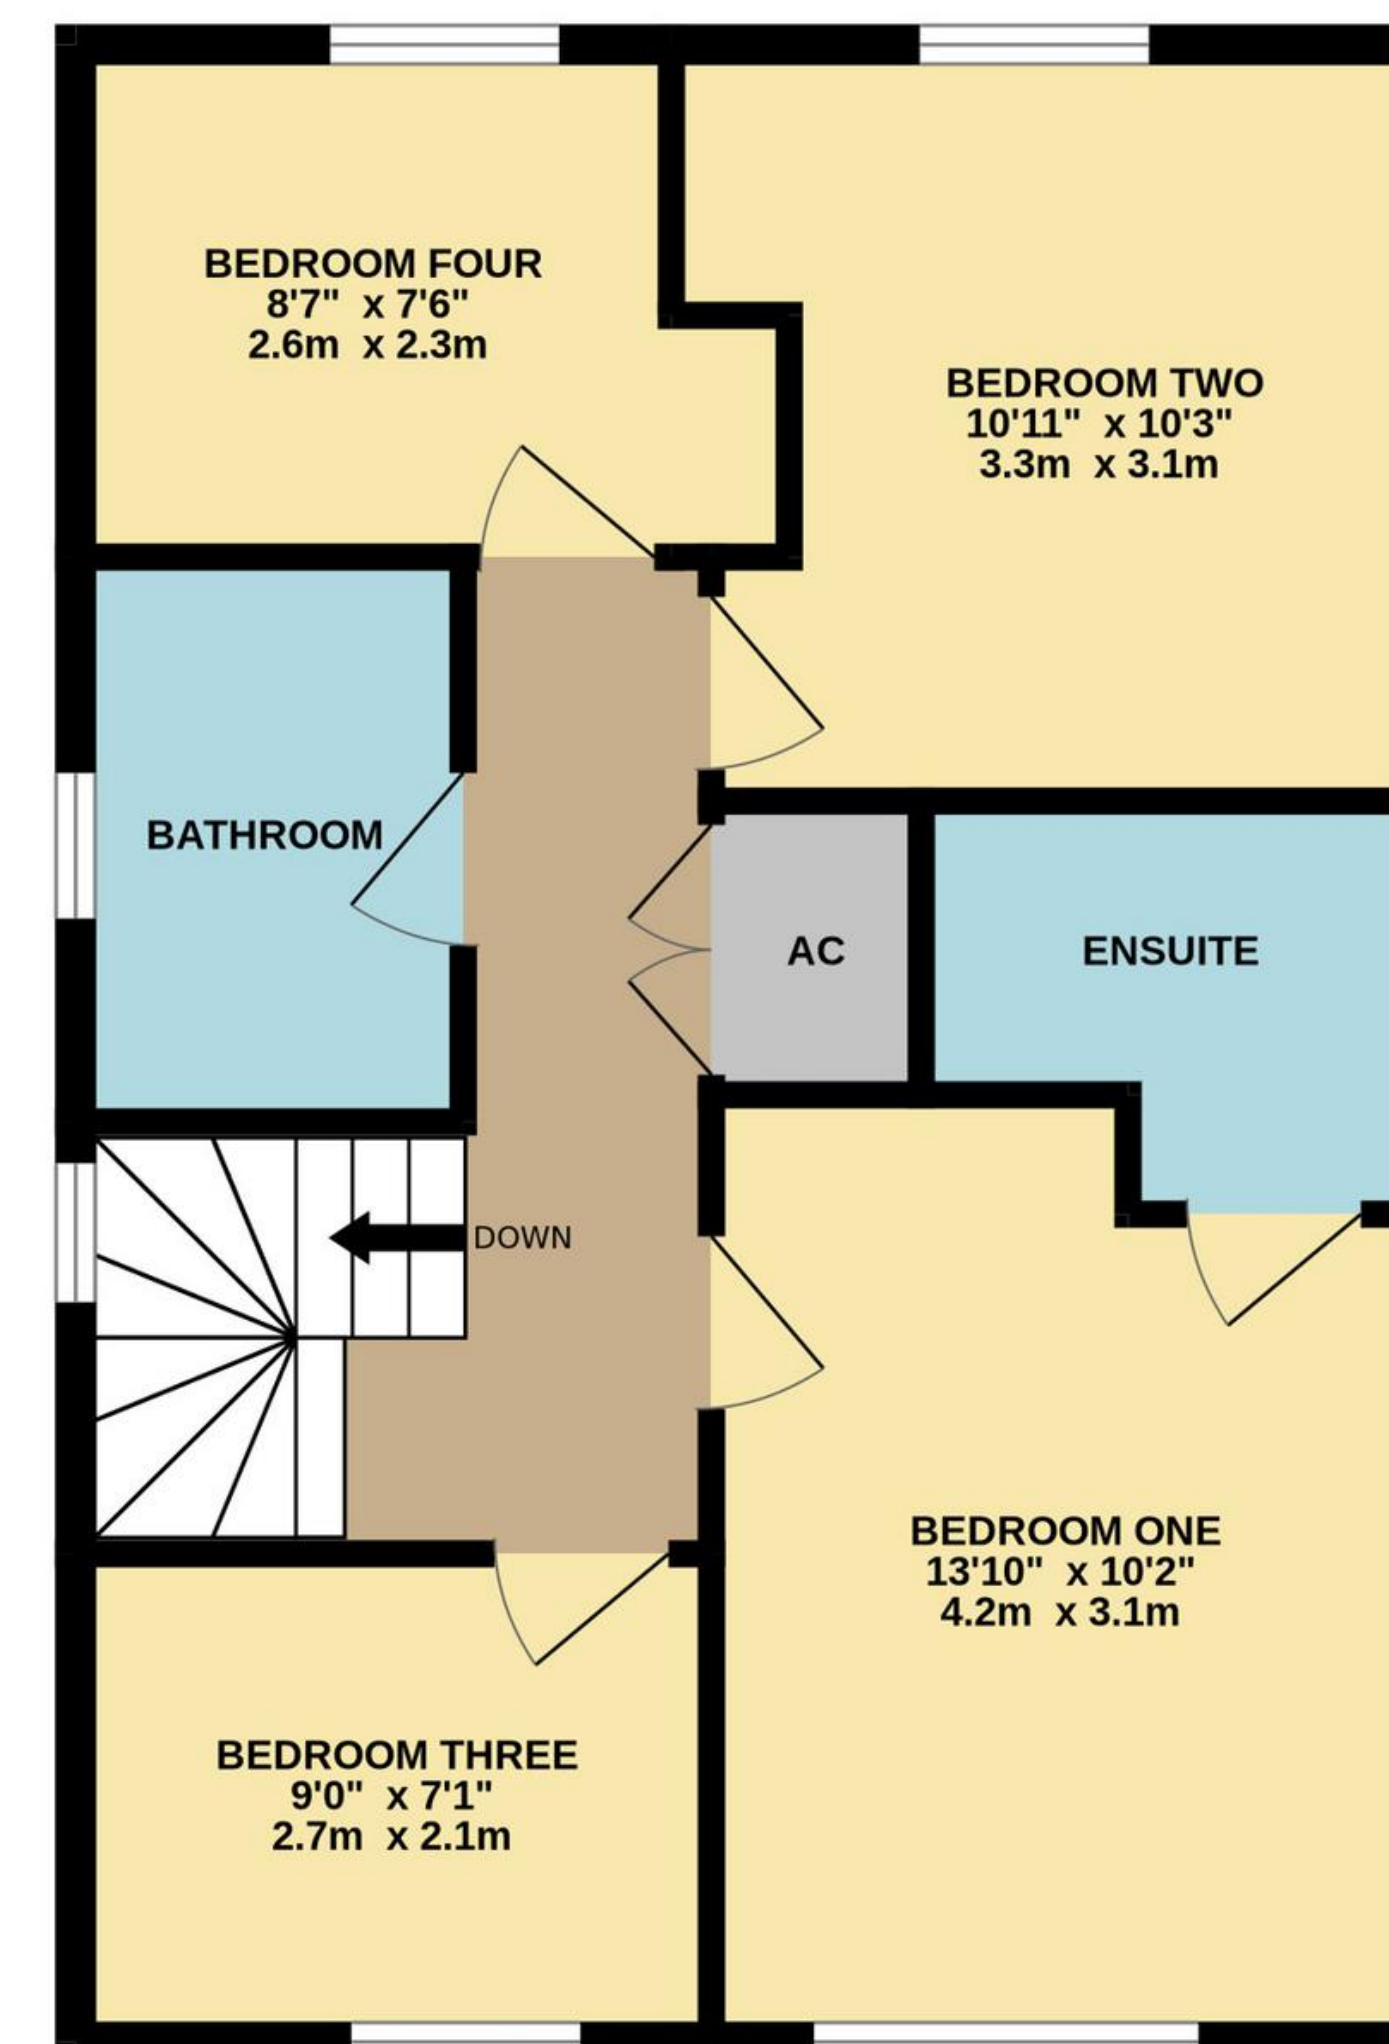 BEDROOM FOUR
8'7" x 7'6"
2.6m x 2.3m
BEDROOM TWO
10'11" x 10'3"
3.3m x 3.1m
BATHROOM
AC
ENSUITE
DOWN
BEDROOM ONE
13'10" x 10'2"
4.2m x 3.1m
BEDROOM THREE
9'0" x 7'1"
2.7m x 2.1m